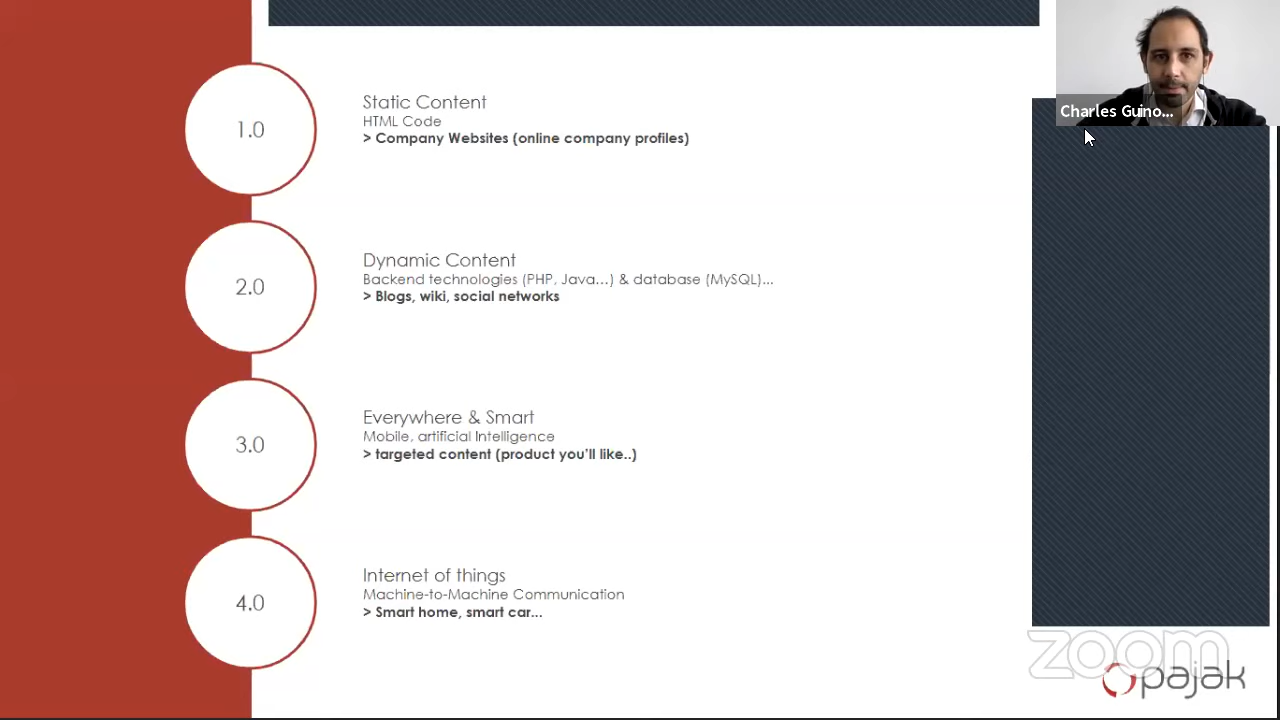 Charles Guino...
1.0
Static Content
HTML Code
> Company Websites (online company profiles)
2.0
Dynamic Content
Backend technologies (PHP, Java...) & database (MySQL)...
> Blogs, wiki, social networks
3.0
Everywhere & Smart
Mobile, artificial Intelligence
> targeted content (product you'll like..)
4.0
Internet of things
Machine-to-Machine Communication
> Smart home, smart car...
zoom
pajak